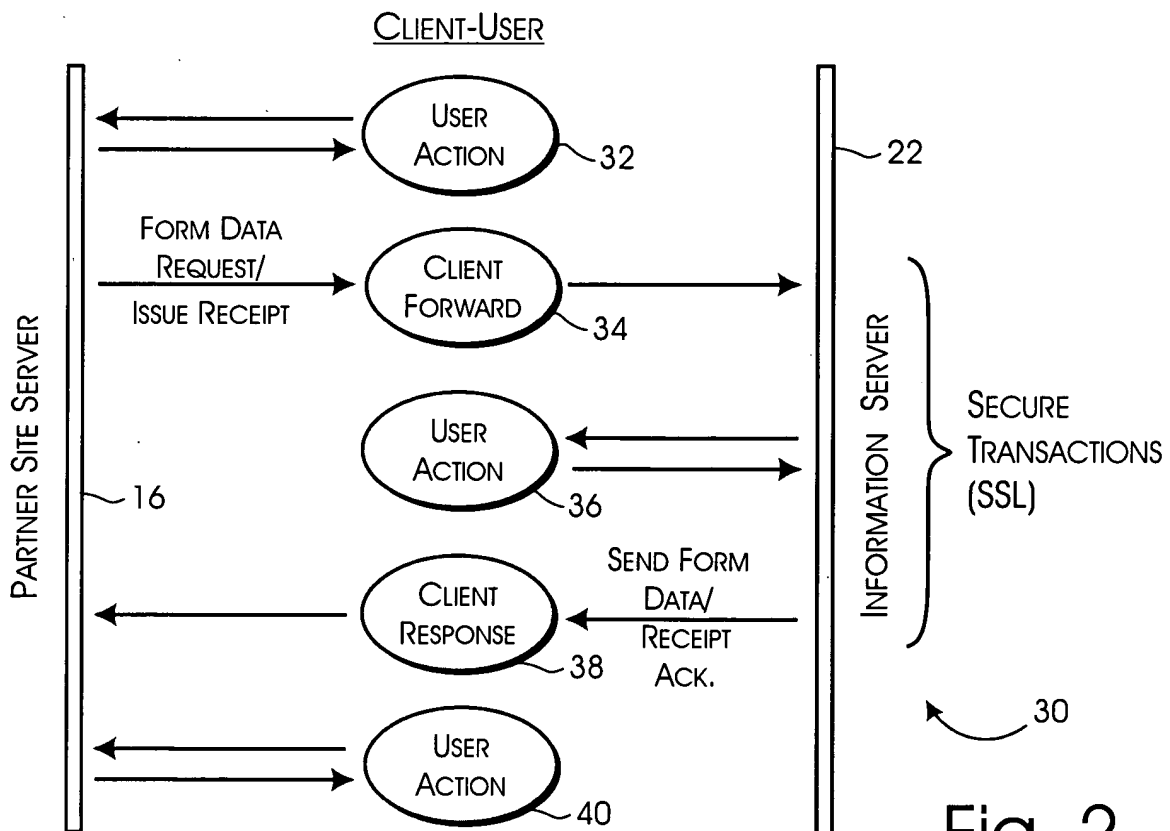 CLIENT-USER
USER
ACTION
32
22
FORM DATA
REQUEST/
ISSUE RECEIPT
CLIENT
FORWARD
34
PARTNER SITE SERVER
16
USER
ACTION
36
INFORMATION SERVER
SECURE
TRANSACTIONS
(SSL)
CLIENT
RESPONSE
38
SEND FORM
DATA/
RECEIPT
ACK.
30
USER
ACTION
40
Fig. 2